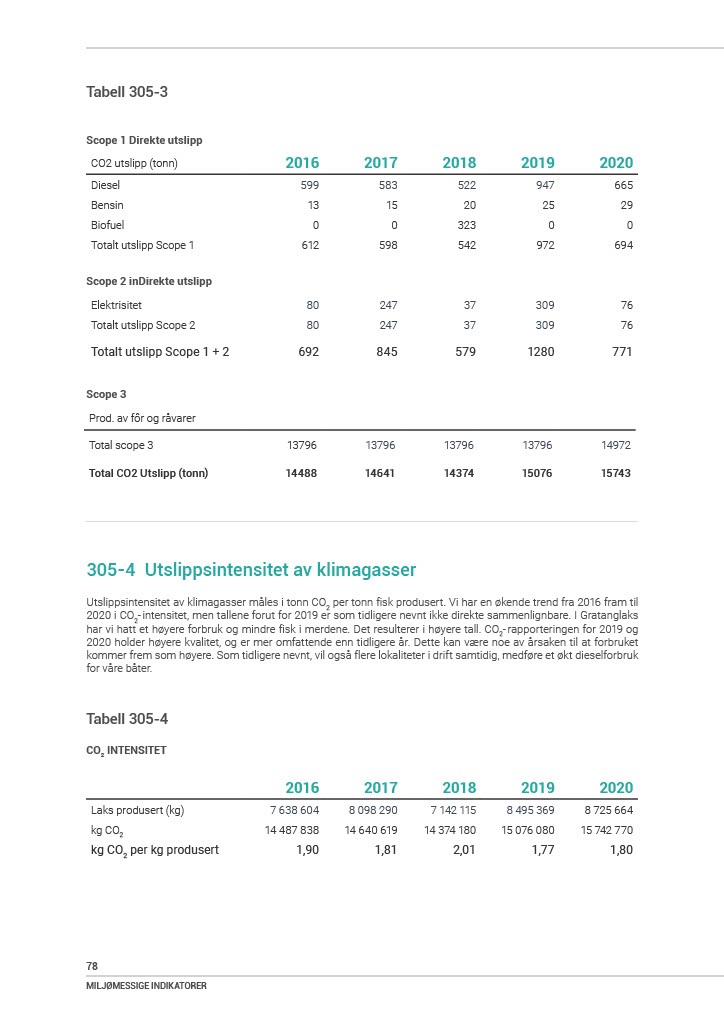 Tabell 305-3
Scope 1 Direkte utslipp
CO2 utslipp (tonn) 2016 2017 2018 2019 2020
Diesel 599 583 522 947 665
Bensin 13 15 20 25 29
Biofuel 0 0 323 0 0
Totalt utslipp Scope 1 612 598 542 972 694
Scope 2 inDirekte utslipp
Elektrisitet 80 247 37 309 76
Totalt utslipp Scope 2 80 247 37 309 76
Totalt utslipp Scope 1 + 2 692 845 579 1280 771
Scope 3
Prod. av fôr og råvarer
Total scope 3 13796 13796 13796 13796 14972
Total CO2 Utslipp (tonn) 14488 14641 14374 15076 15743
305-4 Utslippsintensitet av klimagasser
Utslippsintensitet av klimagasser måles i tonn CO₂ per tonn fisk produsert. Vi har en økende trend fra 2016 fram til
2020 i CO₂-intensitet, men tallene forut for 2019 er som tidligere nevnt ikke direkte sammenlignbare. I Gratanglaks
har vi hatt et høyere forbruk og mindre fisk i merdene. Det resulterer i høyere tall. CO₂-rapporteringen for 2019 og
2020 holder høyere kvalitet, og er mer omfattende enn tidligere år. Dette kan være noe av årsaken til at forbruket
kommer frem som høyere. Som tidligere nevnt, vil også flere lokaliteter i drift samtidig, medføre et økt dieselforbruk
for våre båter.
Tabell 305-4
CO₂ INTENSITET
2016 2017 2018 2019 2020
Laks produsert (kg) 7 638 604 8 098 290 7 142 115 8 495 369 8 725 664
kg CO₂ 14 487 838 14 640 619 14 374 180 15 076 080 15 742 770
kg CO₂ per kg produsert 1,90 1,81 2,01 1,77 1,80
78
MILJØMESSIGE INDIKATORER